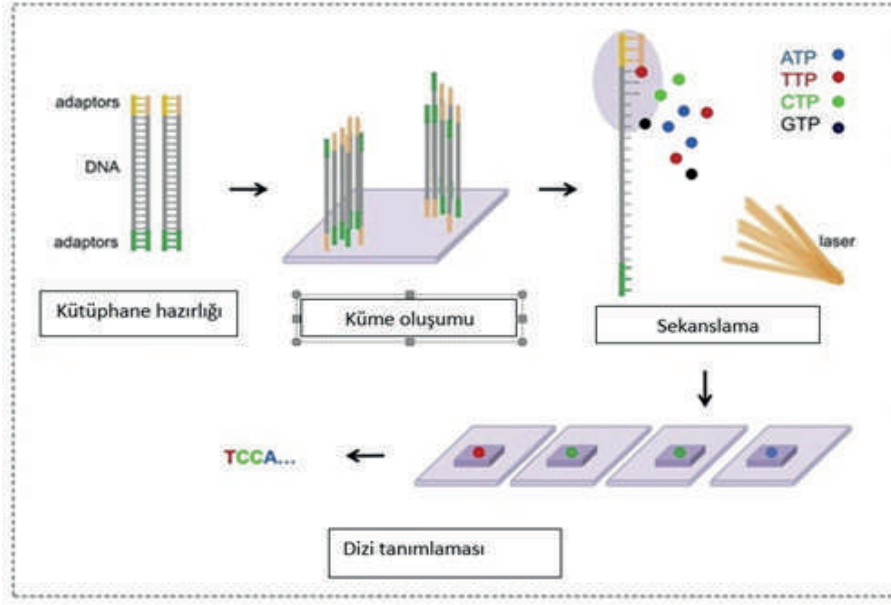 adaptors
DNA
adaptors
Kütüphane hazırlığı
Küme oluşumu
ATP
TTP
CTP
GTP
laser
Sekanslama
TCCA...
Dizi tanımlaması